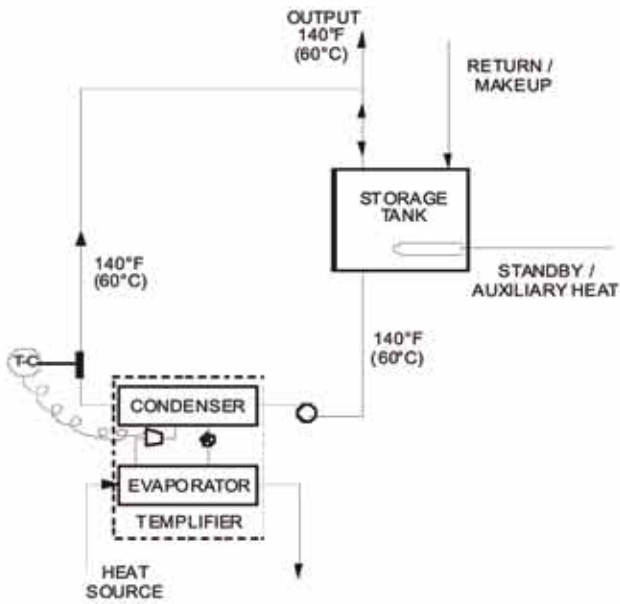 OUTPUT
140°F
(60°C)
RETURN /
MAKEUP
STORAGE
TANK
STANDBY /
AUXILIARY HEAT
140°F
(60°C)
140°F
(60°C)
T-C
CONDENSER
EVAPORATOR
TEMPLIFIER
HEAT
SOURCE